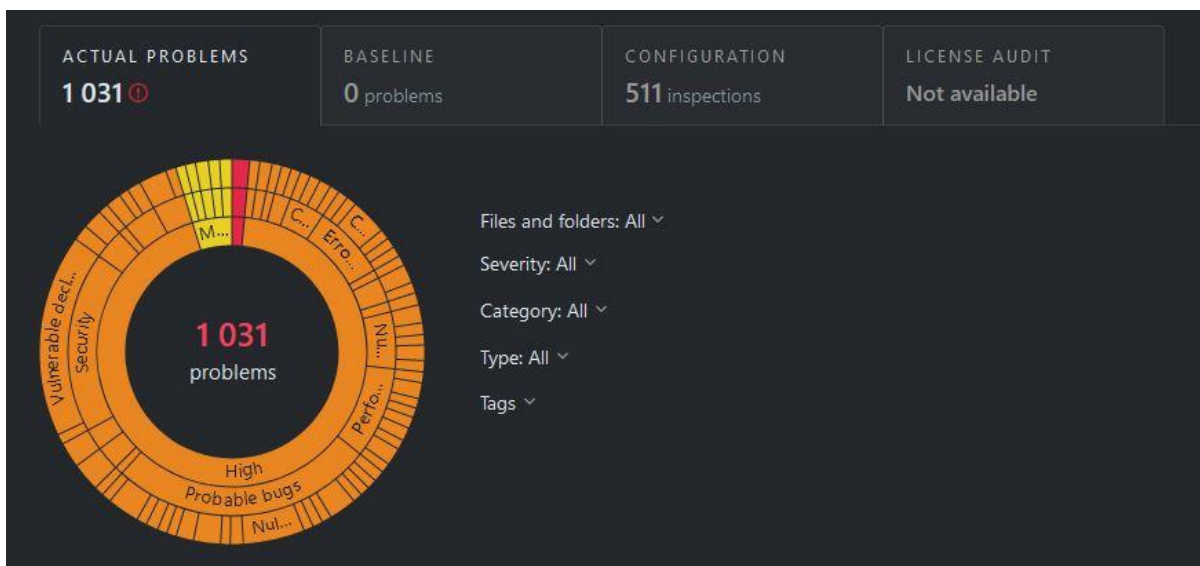 ACTUAL PROBLEMS
1 031
BASELINE
0 problems
CONFIGURATION
511 inspections
LICENSE AUDIT
Not available
M...
C...
C...
Erro...
Nu...
Perfo...
High
Probable bugs
Nul...
Security
Vulnerable decl...
1 031
problems
Files and folders: All
Severity: All
Category: All
Type: All
Tags